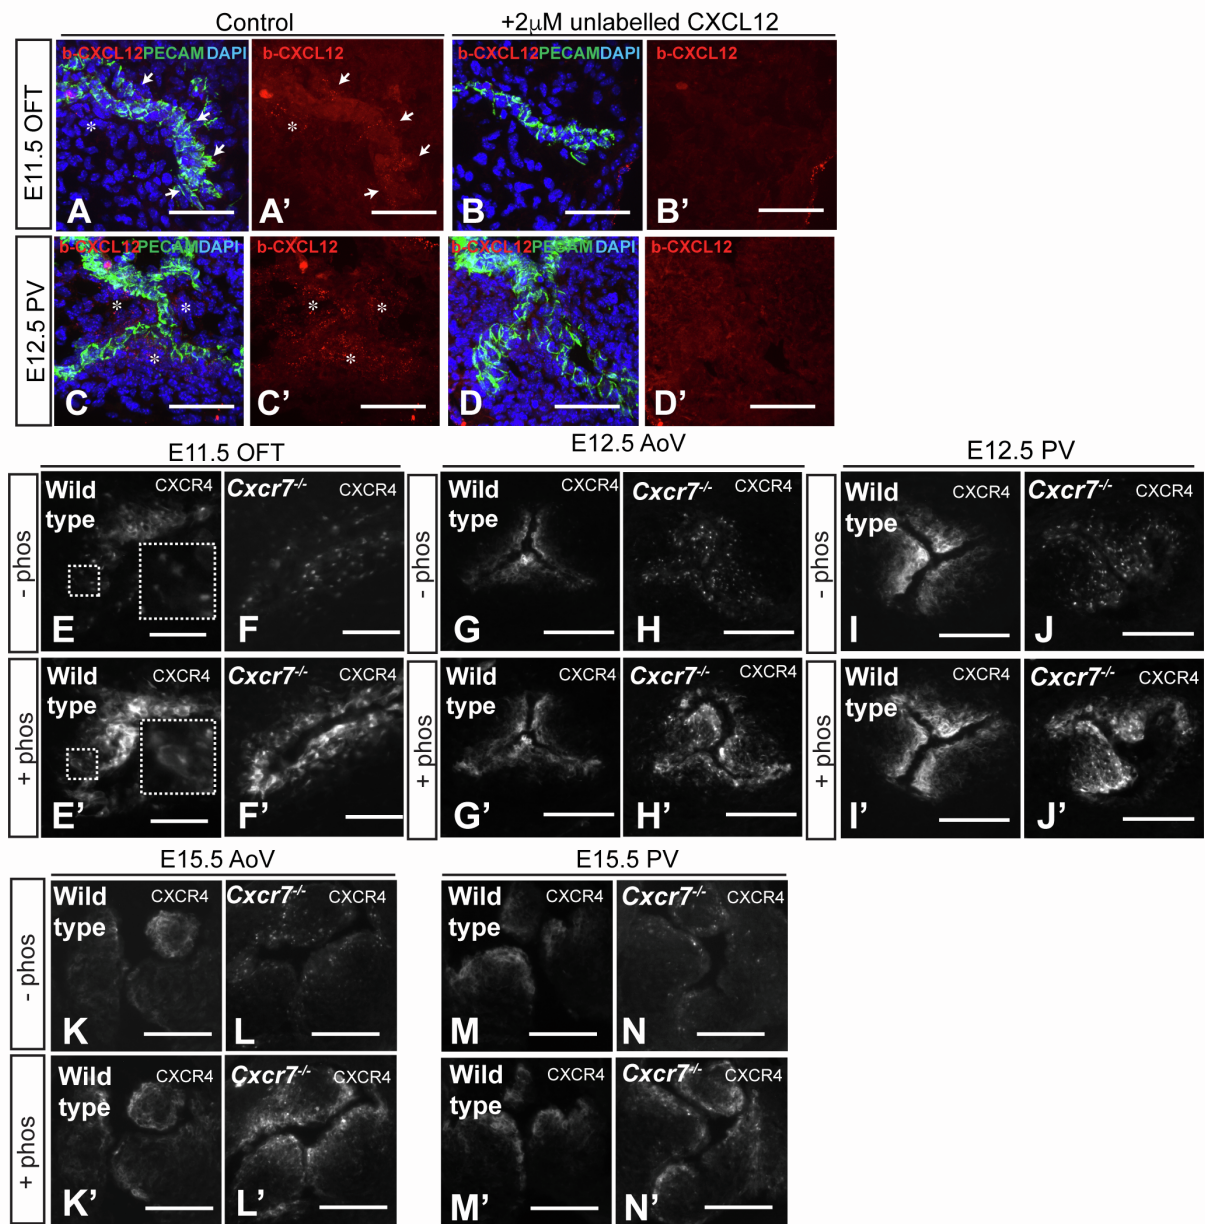 Control
+2μM unlabelled CXCL12
E11.5 OFT
b-CXCL12PECAMDAPI
b-CXCL12
b-CXCL12PECAMDAPI
b-CXCL12
*
*
A
A’
B
B’
E12.5 PV
b-CXCL12PECAMDAPI
b-CXCL12
b-CXCL12PECAMDAPI
b-CXCL12
*
*
*
*
*
*
C
C’
D
D’
E11.5 OFT
E12.5 AoV
E12.5 PV
- phos
Wild type
CXCR4
Cxcr7-/-
CXCR4
E
F
- phos
Wild type
CXCR4
Cxcr7-/-
CXCR4
G
H
- phos
Wild type
CXCR4
Cxcr7-/-
CXCR4
I
J
+ phos
Wild type
CXCR4
Cxcr7-/-
CXCR4
E’
F’
+ phos
Wild type
CXCR4
Cxcr7-/-
CXCR4
G’
H’
+ phos
Wild type
CXCR4
Cxcr7-/-
CXCR4
I’
J’
E15.5 AoV
E15.5 PV
- phos
Wild type
CXCR4
Cxcr7-/-
CXCR4
K
L
- phos
Wild type
CXCR4
Cxcr7-/-
CXCR4
M
N
+ phos
Wild type
CXCR4
Cxcr7-/-
CXCR4
K’
L’
+ phos
Wild type
CXCR4
Cxcr7-/-
CXCR4
M’
N’